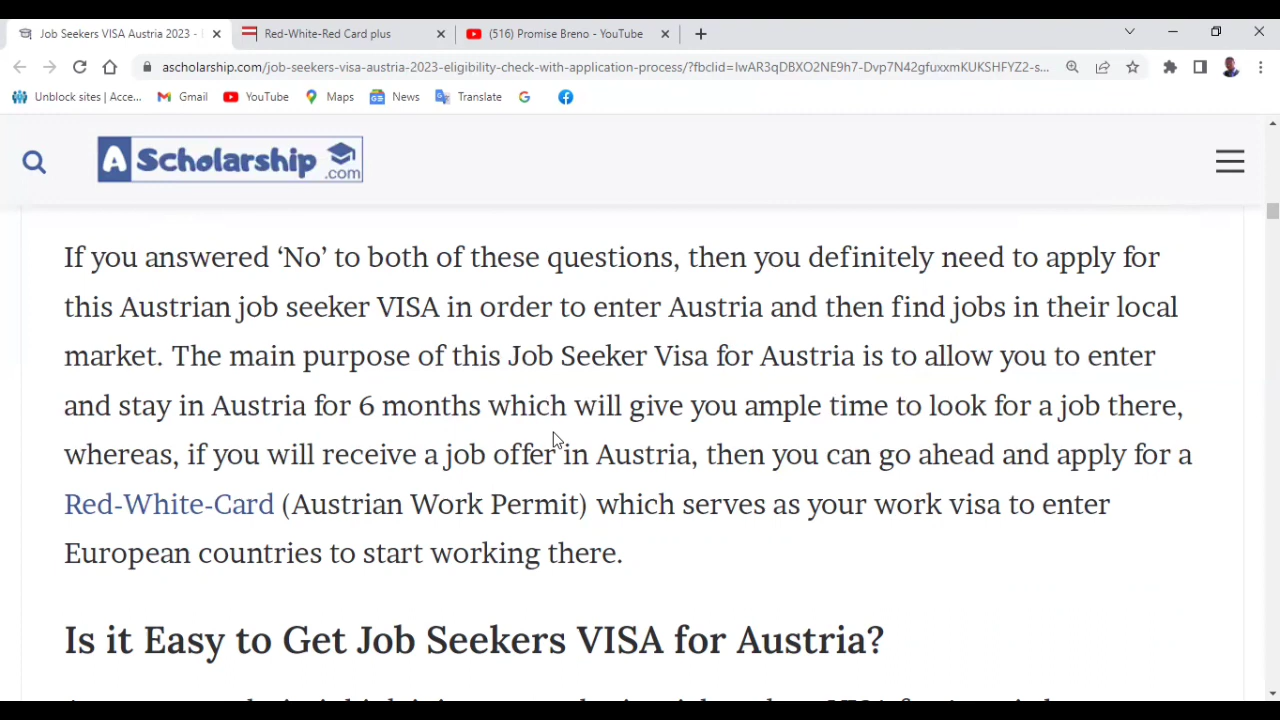 Job Seekers VISA Austria 2023 -
Red-White-Red Card plus
(516) Promise Breno - YouTube
ascholarship.com/job-seekers-visa-austria-2023-eligibility-check-with-application-process/?fbclid=IwAR3qDBXO2NE9h7-Dvp7N42gfuxxmKUKSHFYZ2-s...
Unblock sites | Acce...
Gmail
YouTube
Maps
News
Translate
A Scholarship .com
If you answered ‘No’ to both of these questions, then you definitely need to apply for
this Austrian job seeker VISA in order to enter Austria and then find jobs in their local
market. The main purpose of this Job Seeker Visa for Austria is to allow you to enter
and stay in Austria for 6 months which will give you ample time to look for a job there,
whereas, if you will receive a job offer in Austria, then you can go ahead and apply for a
Red-White-Card (Austrian Work Permit) which serves as your work visa to enter
European countries to start working there.
Is it Easy to Get Job Seekers VISA for Austria?